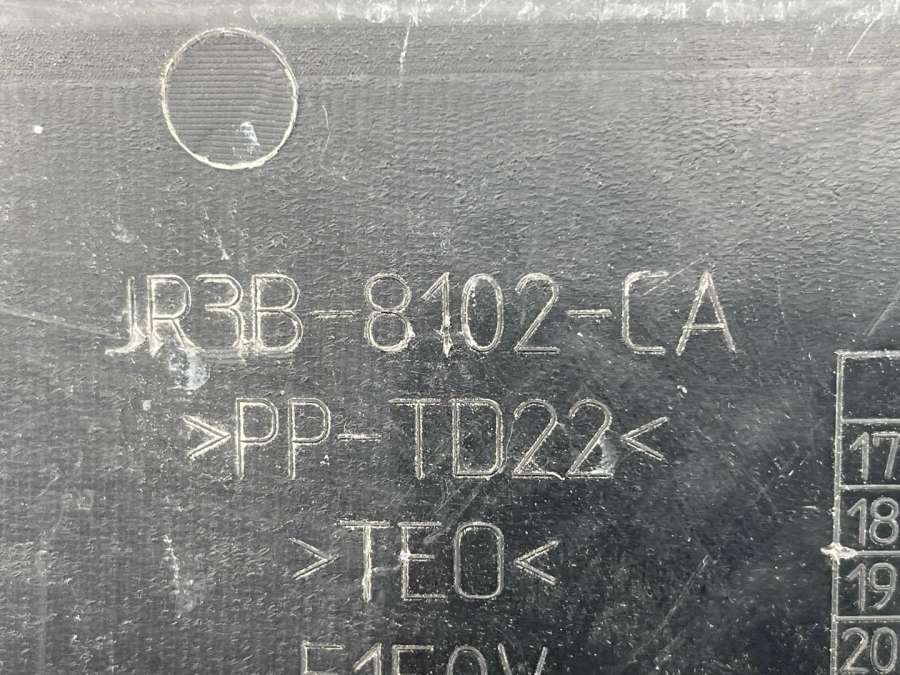 JR3B-8102-CA
>PP-TD22<
>TEO<
17
18
19
20